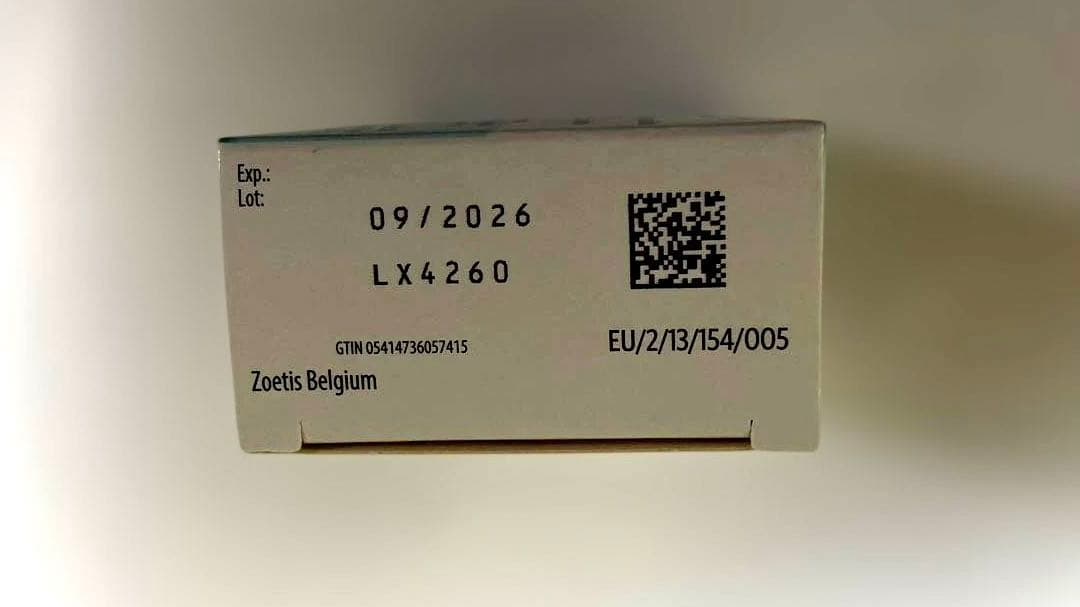 Exp.:
Lot:
09/2026
LX4260
GTIN 05414736057415
EU/2/13/154/005
Zoetis Belgium